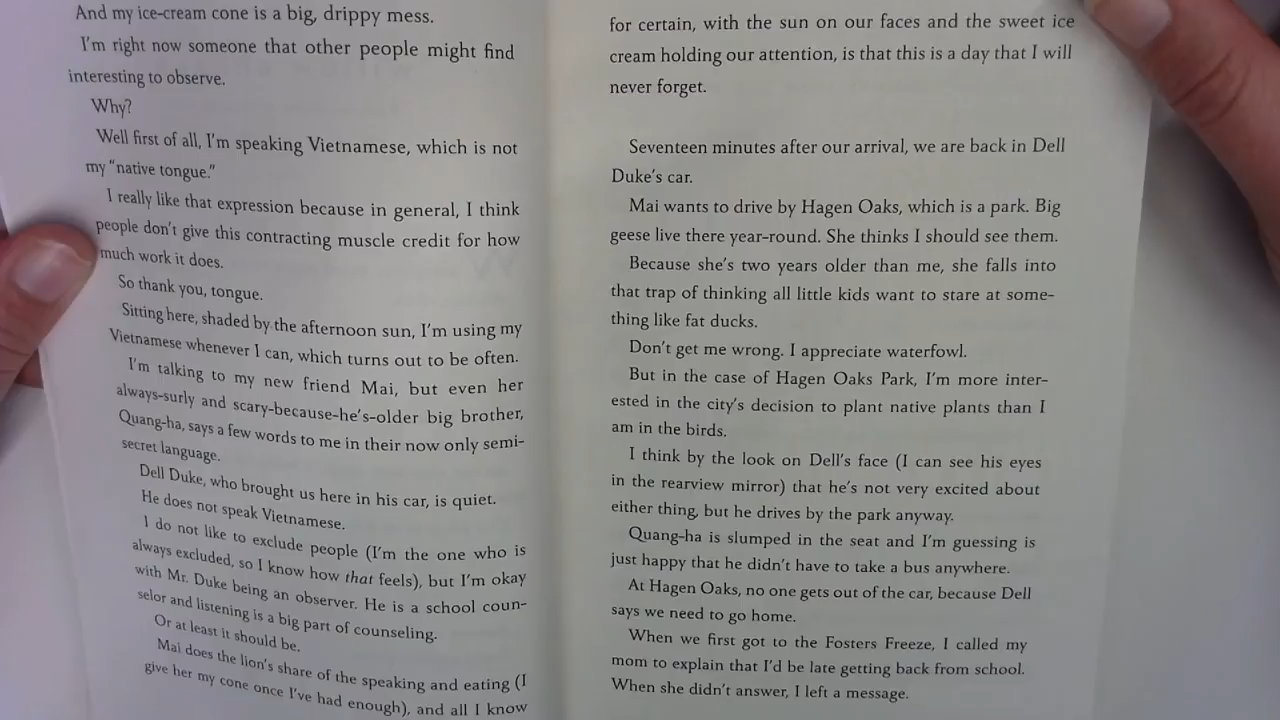 And my ice-cream cone is a big, drippy mess.
I'm right now someone that other people might find
interesting to observe.
Why?
Well first of all, I'm speaking Vietnamese, which is not
my "native tongue."
I really like that expression because in general, I think
people don't give this contracting muscle credit for how
much work it does.
So thank you, tongue.
Sitting here, shaded by the afternoon sun, I'm using my
Vietnamese whenever I can, which turns out to be often.
I'm talking to my new friend Mai, but even her
always-surly and scary-because-he's-older big brother,
Quang-ha, says a few words to me in their now only semi-
secret language.
Dell Duke, who brought us here in his car, is quiet.
He does not speak Vietnamese.
I do not like to exclude people (I'm the one who is
always excluded, so I know how that feels), but I'm okay
with Mr. Duke being an observer. He is a school coun-
selor and listening is a big part of counseling.
Or at least it should be.
Mai does the lion's share of the speaking and eating (I
give her my cone once I've had enough), and all I know
for certain, with the sun on our faces and the sweet ice
cream holding our attention, is that this is a day that I will
never forget.
Seventeen minutes after our arrival, we are back in Dell
Duke's car.
Mai wants to drive by Hagen Oaks, which is a park. Big
geese live there year-round. She thinks I should see them.
Because she's two years older than me, she falls into
that trap of thinking all little kids want to stare at some-
thing like fat ducks.
Don't get me wrong. I appreciate waterfowl.
But in the case of Hagen Oaks Park, I'm more inter-
ested in the city's decision to plant native plants than I
am in the birds.
I think by the look on Dell's face (I can see his eyes
in the rearview mirror) that he's not very excited about
either thing, but he drives by the park anyway.
Quang-ha is slumped in the seat and I'm guessing is
just happy that he didn't have to take a bus anywhere.
At Hagen Oaks, no one gets out of the car, because Dell
says we need to go home.
When we first got to the Fosters Freeze, I called my
mom to explain that I'd be late getting back from school.
When she didn't answer, I left a message.